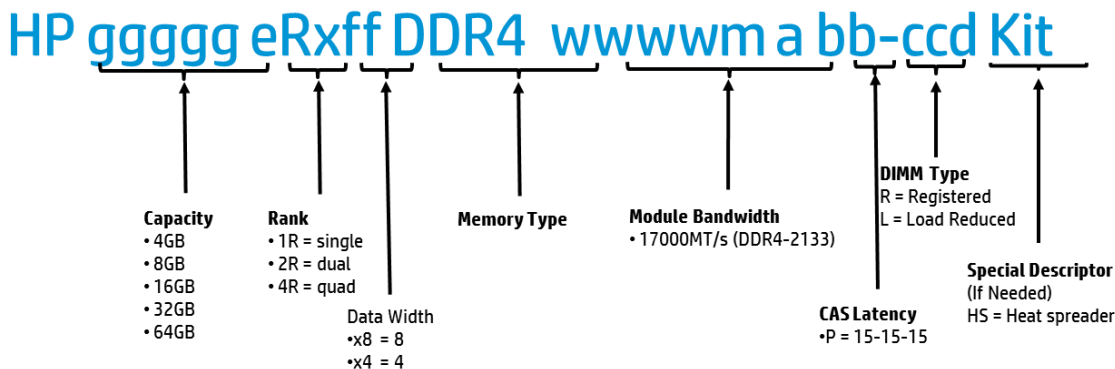 HP ggggg eRxff DDR4 wwwwm a bb-ccd Kit
Capacity
• 4GB
• 8GB
• 16GB
• 32GB
• 64GB
Rank
• 1R = single
• 2R = dual
• 4R = quad
Data Width
•x8 = 8
•x4 = 4
Memory Type
Module Bandwidth
• 17000MT/s (DDR4-2133)
CAS Latency
•P = 15-15-15
DIMM Type
R = Registered
L = Load Reduced
Special Descriptor
(If Needed)
HS = Heat spreader